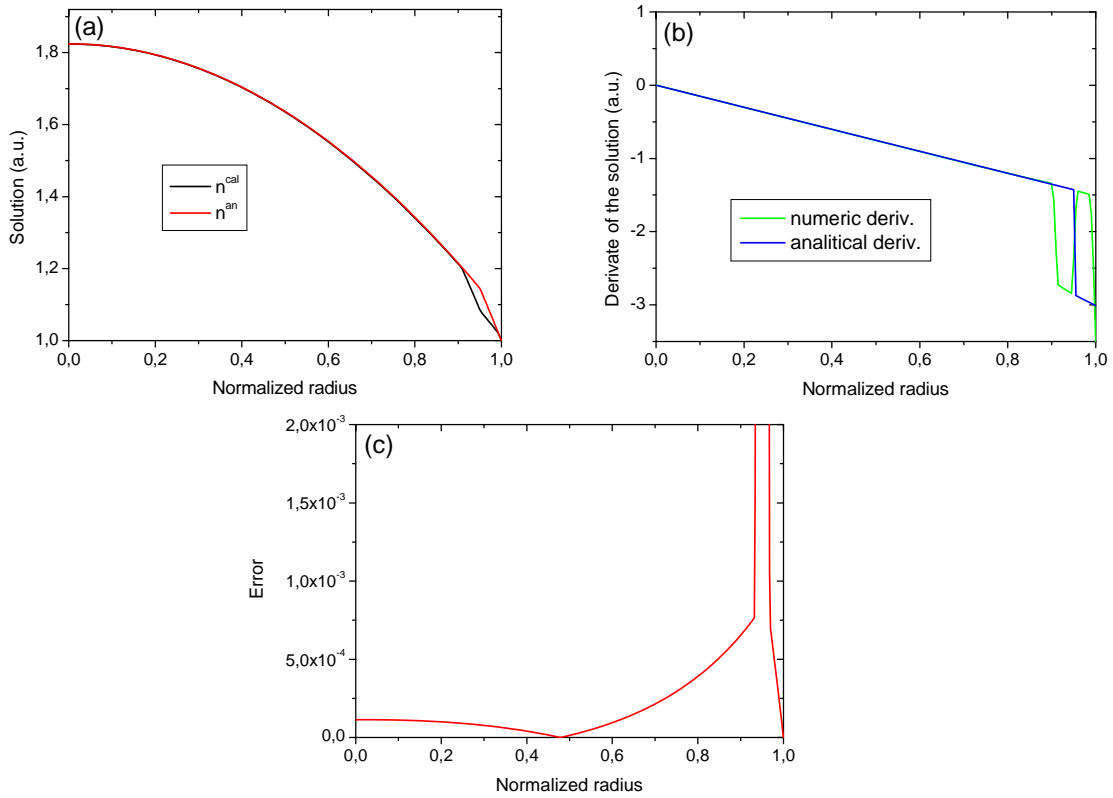 (a)
1,8
1,6
1,4
1,2
1,0
Solution (a.u.)
n^cal
n^an
0,0 0,2 0,4 0,6 0,8 1,0
Normalized radius
(b)
1
0
-1
-2
-3
Derivate of the solution (a.u.)
numeric deriv.
analitical deriv.
0,0 0,2 0,4 0,6 0,8 1,0
Normalized radius
(c)
2,0x10^-3
1,5x10^-3
1,0x10^-3
5,0x10^-4
0,0
Error
0,0 0,2 0,4 0,6 0,8 1,0
Normalized radius